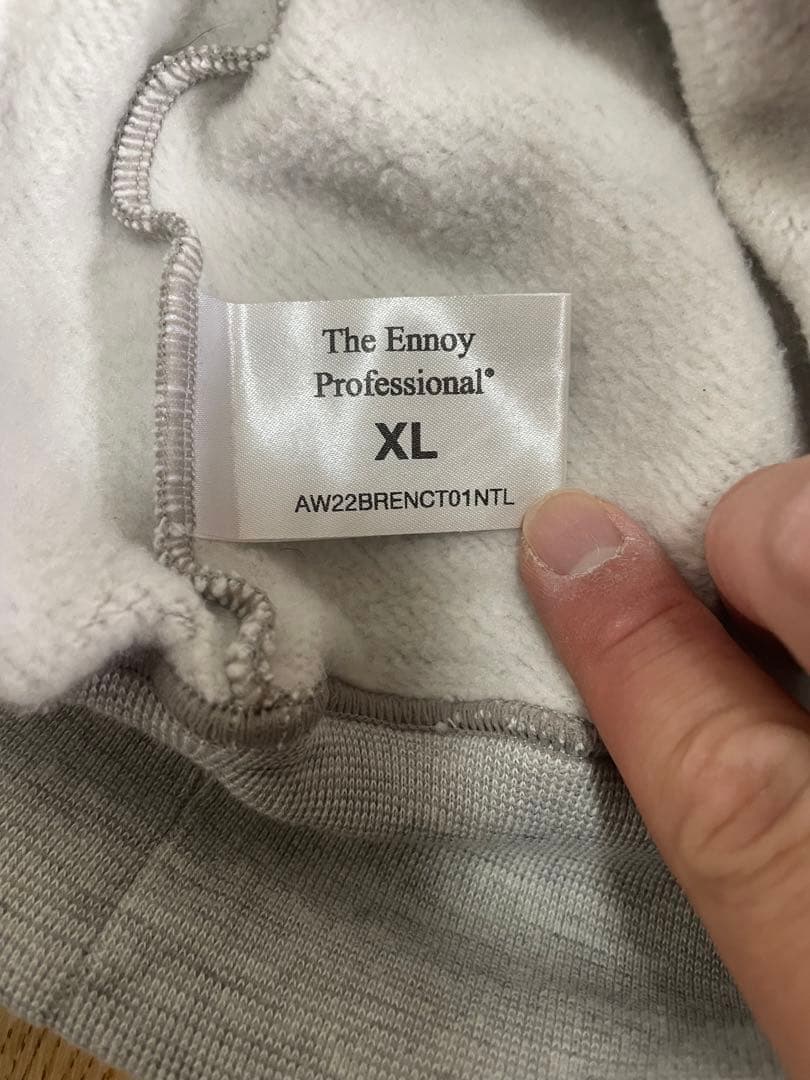 The Ennoy
Professional®
XL
AW22BRENCT01NTL